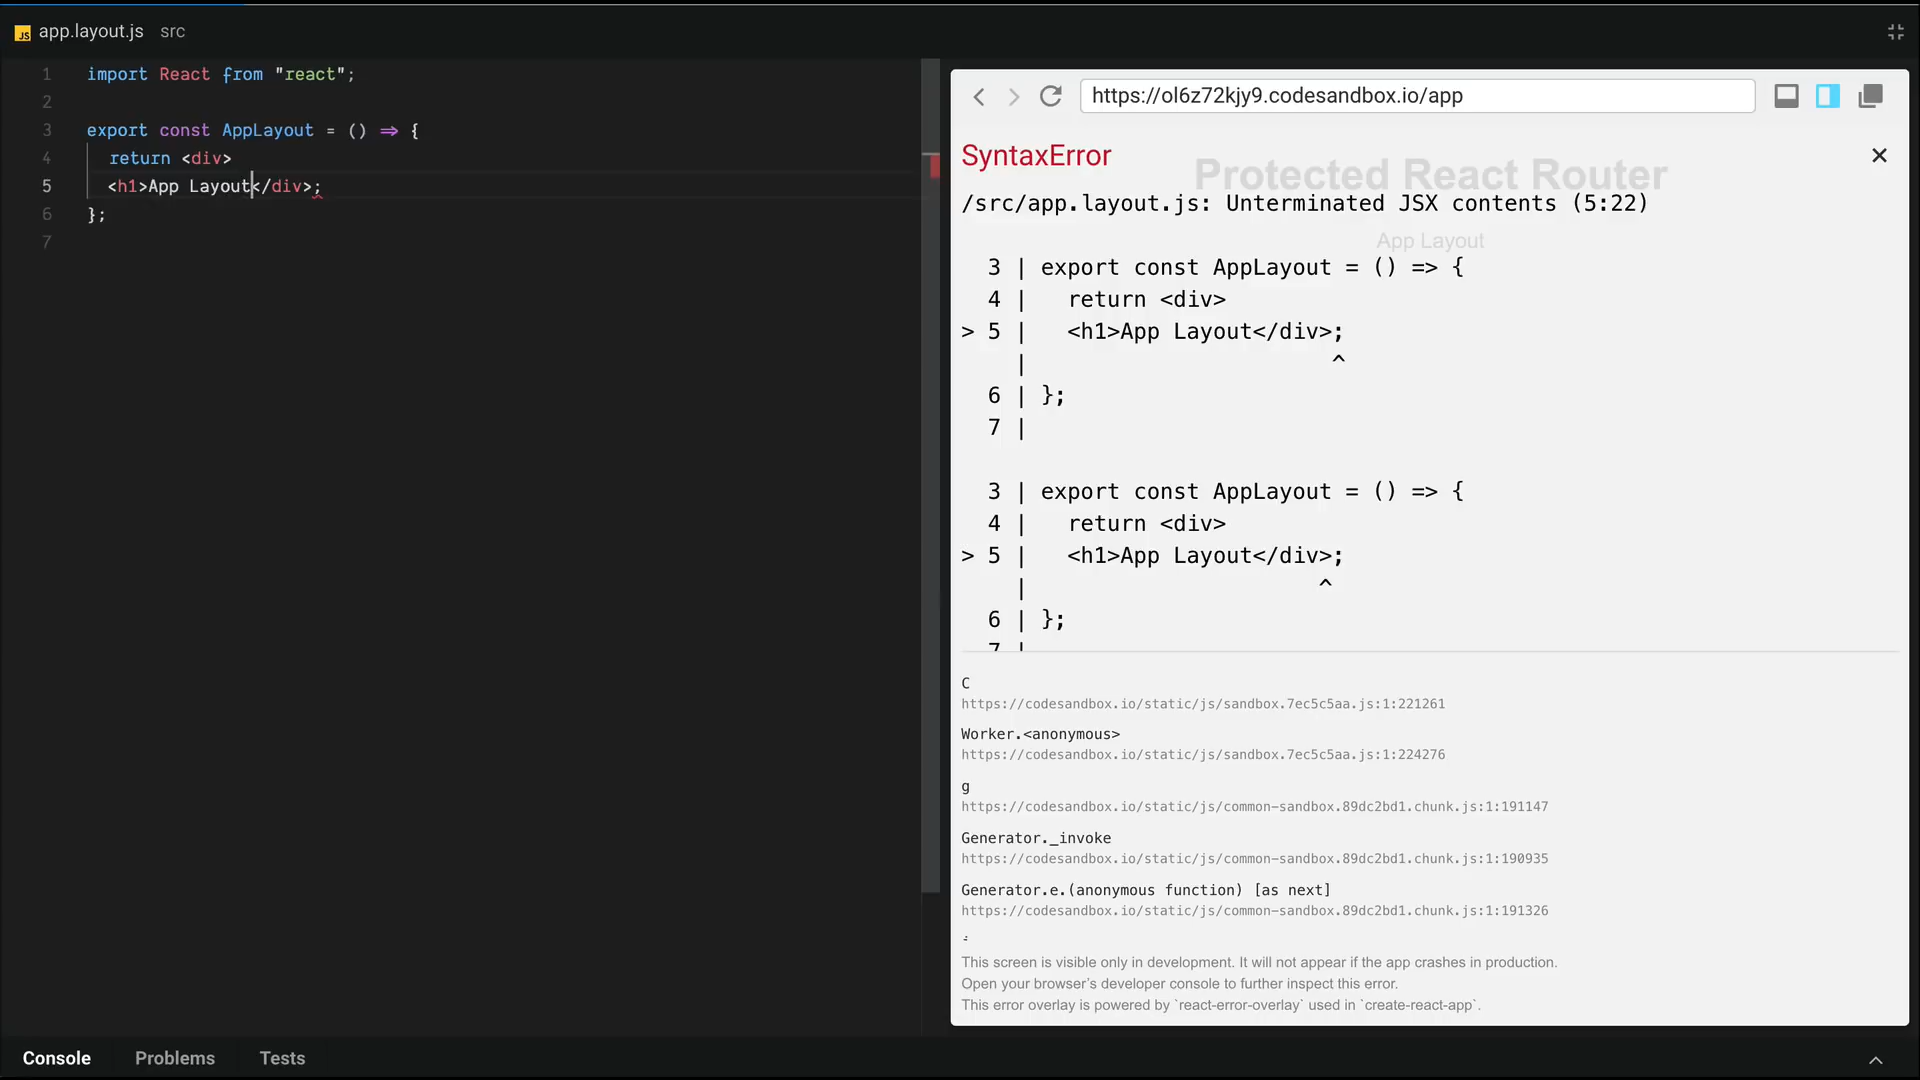 JS app.layout.js src
1 import React from "react";
2
3 export const AppLayout = () => {
4 return <div>
5 <h1>App Layout</div>;
6 };
7
https://ol6z72kjy9.codesandbox.io/app
SyntaxError
Protected React Router
/src/app.layout.js: Unterminated JSX contents (5:22)
App Layout
3 | export const AppLayout = () => {
4 |   return <div>
> 5 |   <h1>App Layout</div>;
|                     ^
6 | };
7 |
3 | export const AppLayout = () => {
4 |   return <div>
> 5 |   <h1>App Layout</div>;
|                    ^
6 | };
7 |
C
https://codesandbox.io/static/js/sandbox.7ec5c5aa.js:1:221261
Worker.<anonymous>
https://codesandbox.io/static/js/sandbox.7ec5c5aa.js:1:224276
g
https://codesandbox.io/static/js/common-sandbox.89dc2bd1.chunk.js:1:191147
Generator._invoke
https://codesandbox.io/static/js/common-sandbox.89dc2bd1.chunk.js:1:190935
Generator.e.(anonymous function) [as next]
https://codesandbox.io/static/js/common-sandbox.89dc2bd1.chunk.js:1:191326
This screen is visible only in development. It will not appear if the app crashes in production.
Open your browser’s developer console to further inspect this error.
This error overlay is powered by `react-error-overlay` used in `create-react-app`.
Console Problems Tests